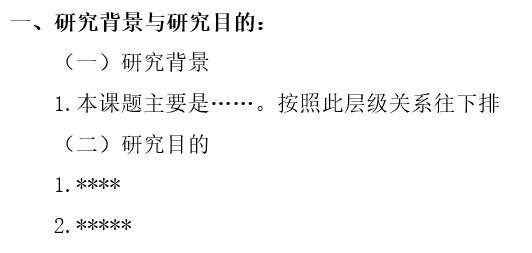 一、研究背景与研究目的：
（一）研究背景
1.本课题主要是……。按照此层级关系往下排
（二）研究目的
1.****
2.*****